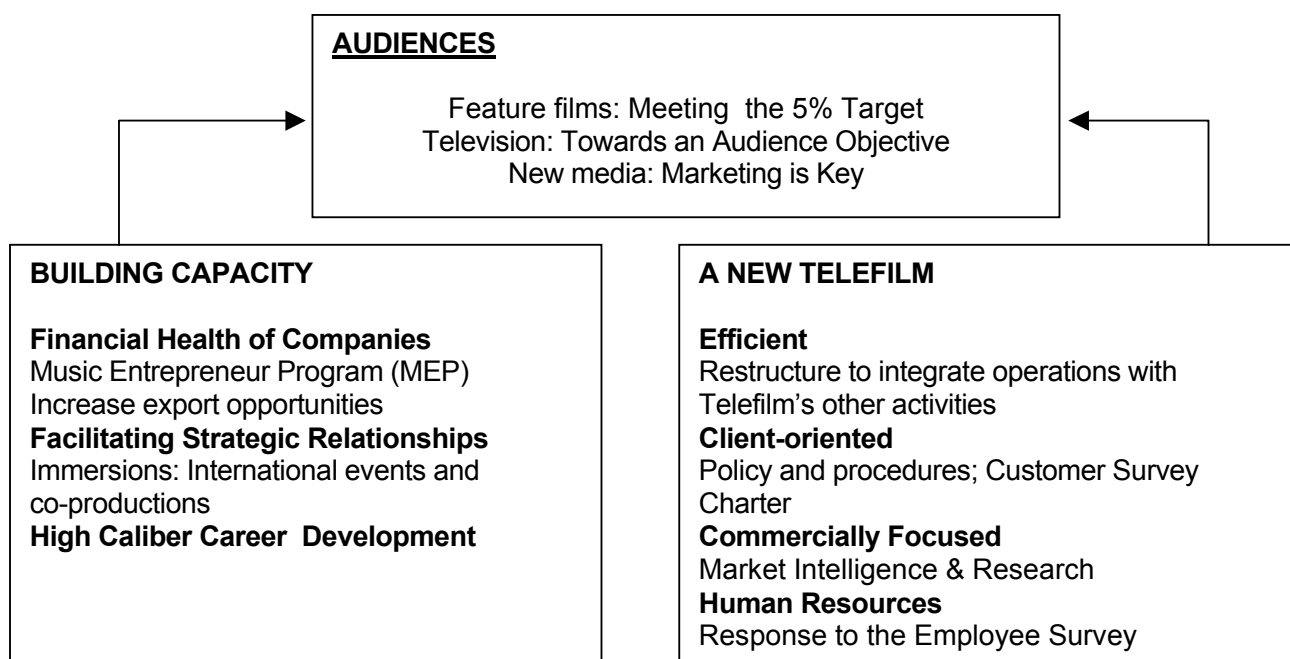 AUDIENCES
Feature films: Meeting the 5% Target
Television: Towards an Audience Objective
New media: Marketing is Key
BUILDING CAPACITY
Financial Health of Companies
Music Entrepreneur Program (MEP)
Increase export opportunities
Facilitating Strategic Relationships
Immersions: International events and
co-productions
High Caliber Career Development
A NEW TELEFILM
Efficient
Restructure to integrate operations with
Telefilm's other activities
Client-oriented
Policy and procedures; Customer Survey
Charter
Commercially Focused
Market Intelligence & Research
Human Resources
Response to the Employee Survey